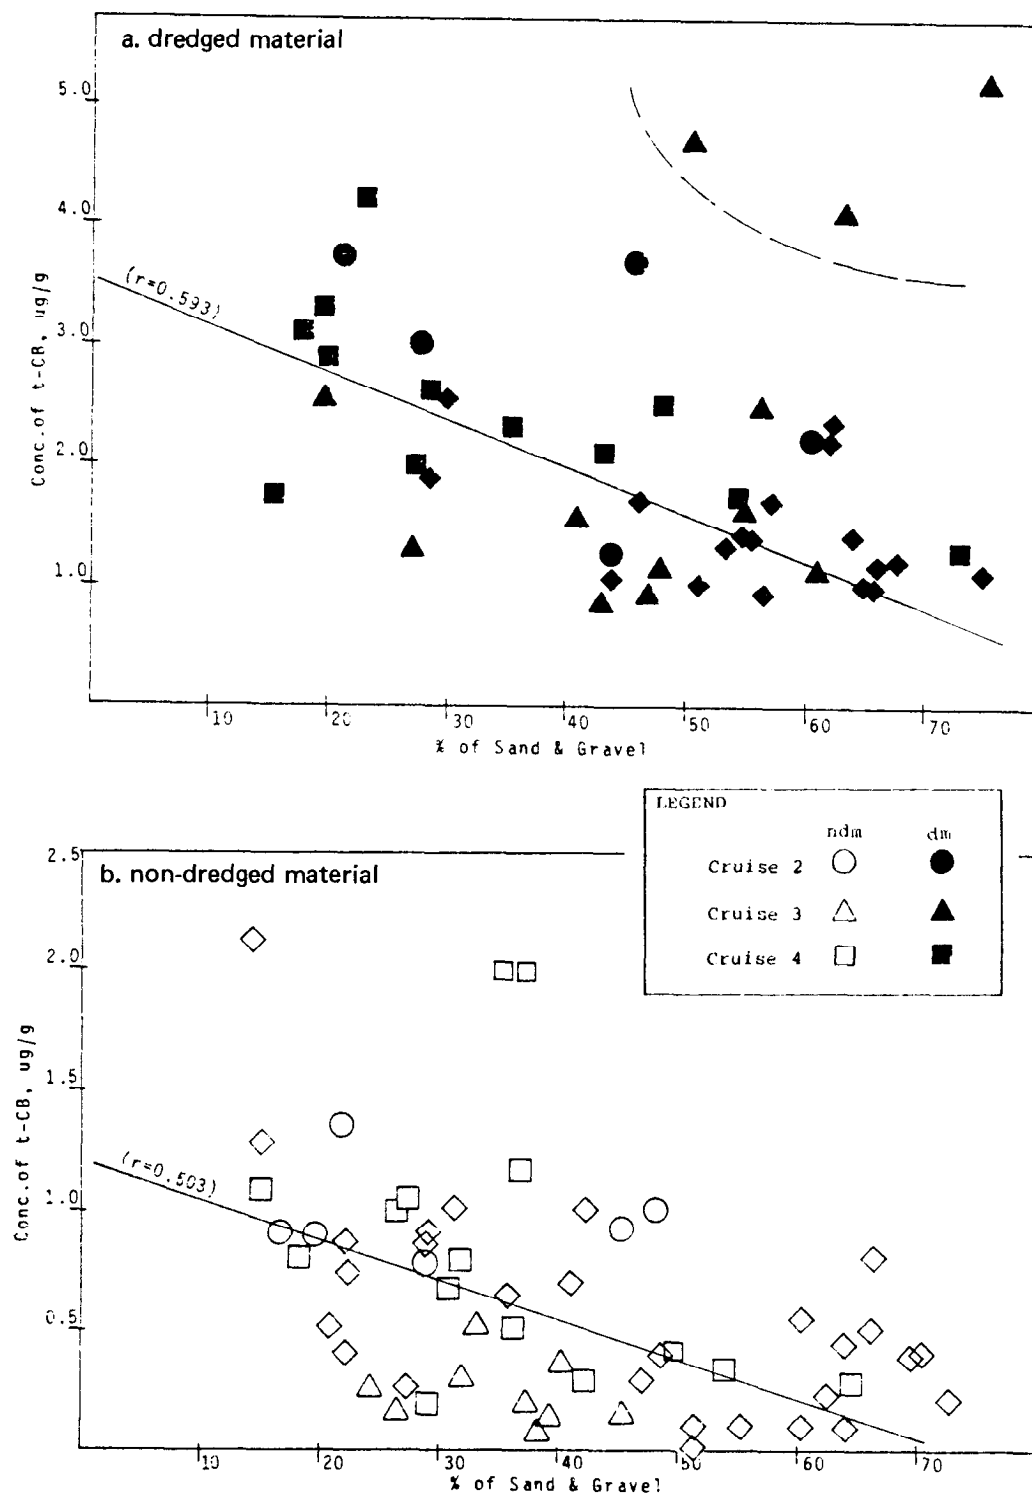 a. dredged material
5.0
4.0
3.0
2.0
1.0
Conc.of t-CB, ug/g
(r=0.593)
10 20 30 40 50 60 70
% of Sand & Gravel
LEGEND
ndm dm
Cruise 2
Cruise 3
Cruise 4
b. non-dredged material
2.5
2.0
1.5
1.0
0.5
Conc.of t-CB, ug/g
(r=0.503)
10 20 30 40 50 60 70
% of Sand & Gravel